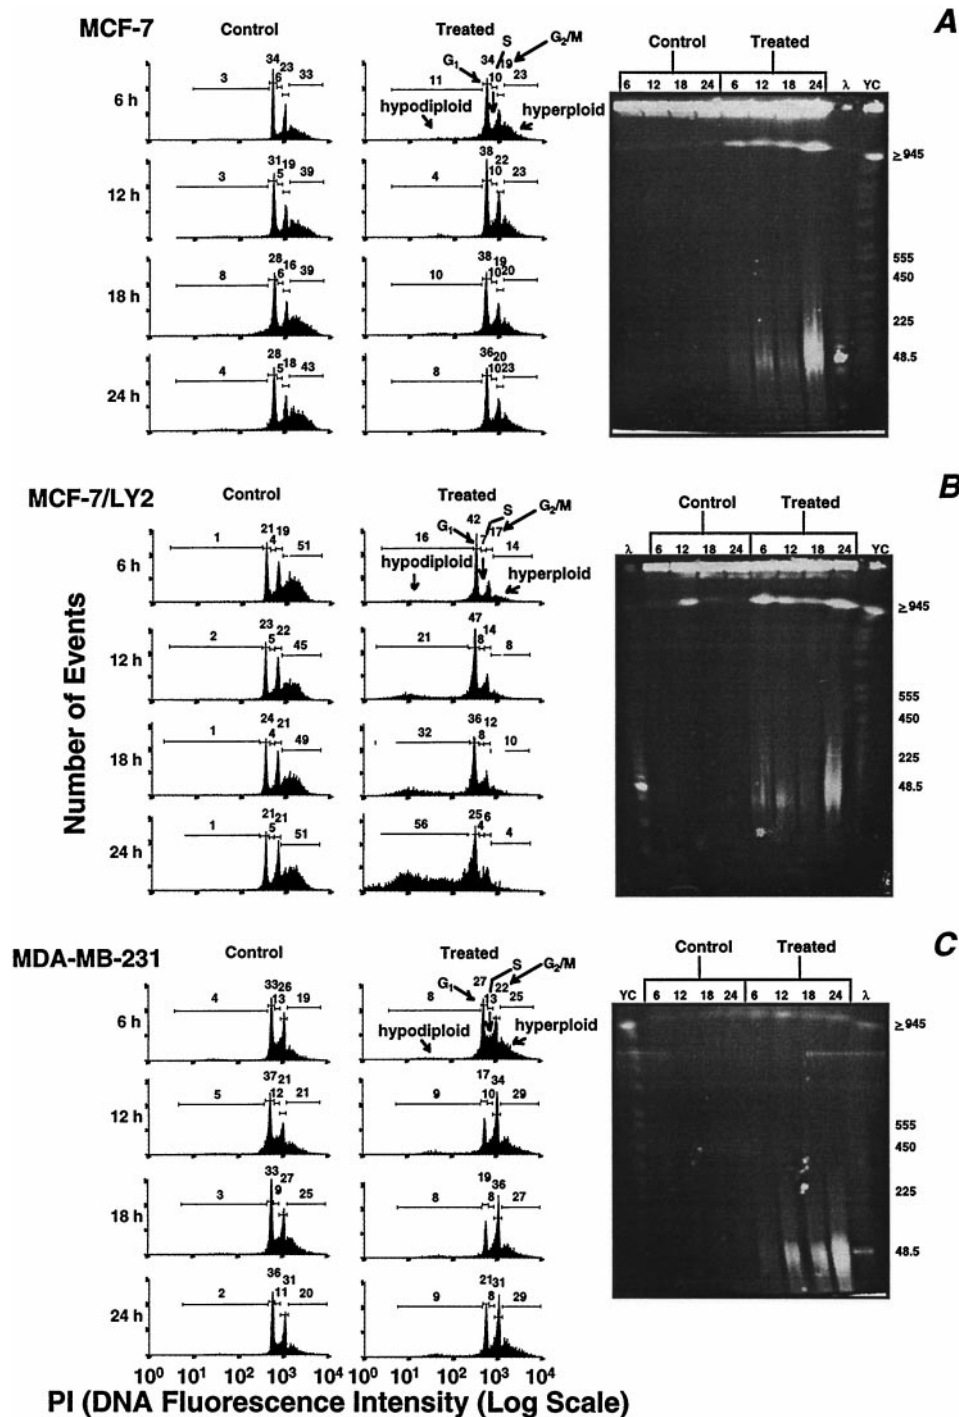 MCF-7
Control
Treated
A
3 34 6 23 33
11 34 10 19 23
G1 S G2/M
hypodiploid hyperploid
6 h
3 31 5 19 39
4 38 10 22 23
12 h
8 28 6 16 39
10 38 10 19 20
18 h
4 28 5 18 43
8 36 10 20 23
24 h
Control Treated
6 12 18 24 6 12 18 24 λ YC
≥945
555
450
225
48.5
MCF-7/LY2
Control
Treated
B
1 21 4 19 51
16 42 7 17 14
G1 S G2/M
hypodiploid hyperploid
6 h
2 23 5 22 45
21 47 8 14 8
12 h
1 24 4 21 49
32 36 8 12 10
18 h
1 21 5 21 51
56 25 4 6 4
24 h
Control Treated
λ 6 12 18 24 6 12 18 24 YC
≥945
555
450
225
48.5
Number of Events
MDA-MB-231
Control
Treated
C
4 33 13 26 19
8 27 13 22 25
G1 S G2/M
hypodiploid hyperploid
6 h
5 37 12 21 21
9 17 10 34 29
12 h
3 33 9 27 25
8 19 8 36 27
18 h
2 36 11 31 20
9 21 8 31 29
24 h
10⁰ 10¹ 10² 10³ 10⁴
10⁰ 10¹ 10² 10³ 10⁴
Control Treated
YC 6 12 18 24 6 12 18 24 λ
≥945
555
450
225
48.5
PI (DNA Fluorescence Intensity (Log Scale)